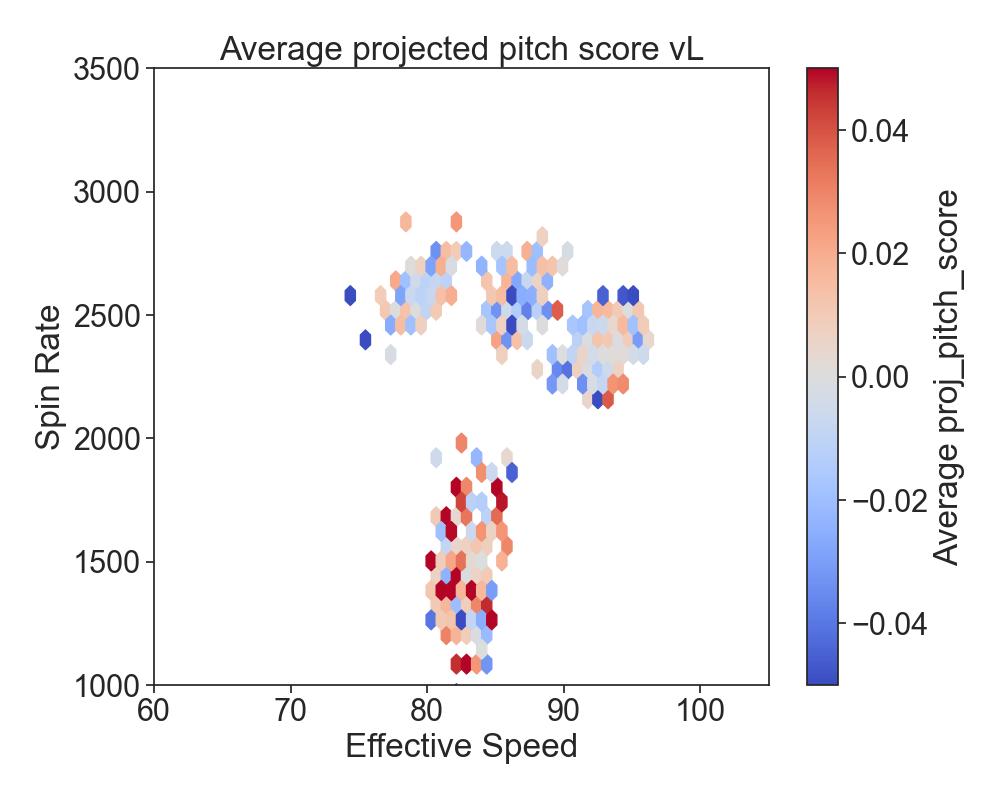 Average projected pitch score vL
3500
3000
2500
2000
1500
1000
Spin Rate
60 70 80 90 100
Effective Speed
0.04
0.02
0.00
−0.02
−0.04
Average proj_pitch_score